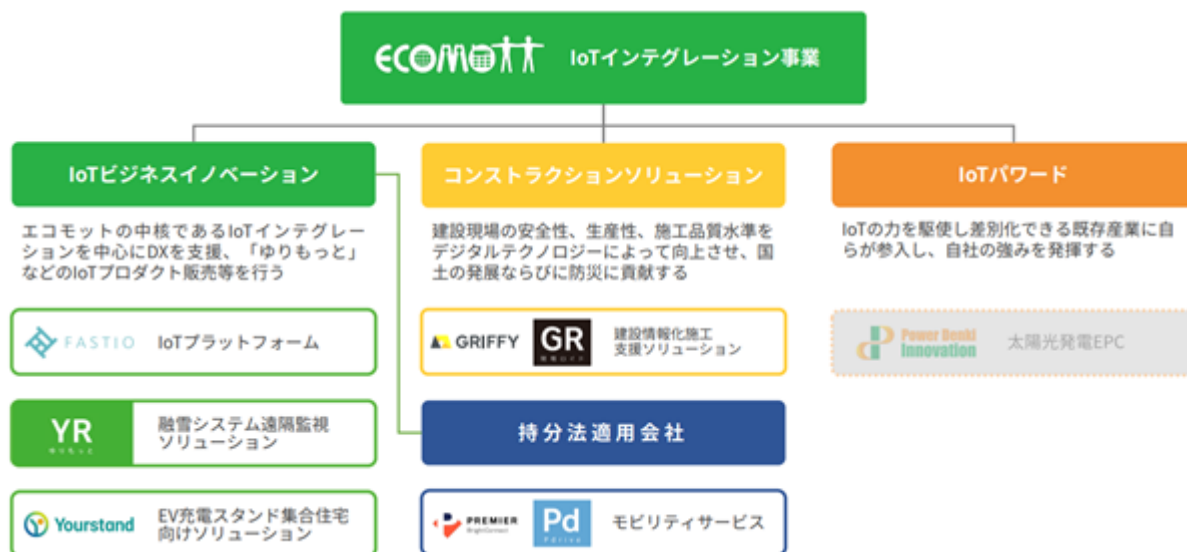 ECOMOTT IoTインテグレーション事業
IoTビジネスイノベーション
エコモットの中核であるIoTインテグレー
ションを中心にDXを支援、「ゆりもっと」
などのIoTプロダクト販売等を行う
FASTIO IoTプラットフォーム
YR
ゆりもっと
融雪システム遠隔監視
ソリューション
Yourstand
EV充電スタンド集合住宅
向けソリューション
コンストラクションソリューション
建設現場の安全性、生産性、施工品質水準を
デジタルテクノロジーによって向上させ、国
土の発展ならびに防災に貢献する
GRIFFY
GR
建設情報化施工
支援ソリューション
持分法適用会社
PREMIER
BrightConnect
Pd
Pdrive
モビリティサービス
IoTパワード
IoTの力を駆使し差別化できる既存産業に自
らが参入し、自社の強みを発揮する
Power Denki
Innovation
太陽光発電EPC